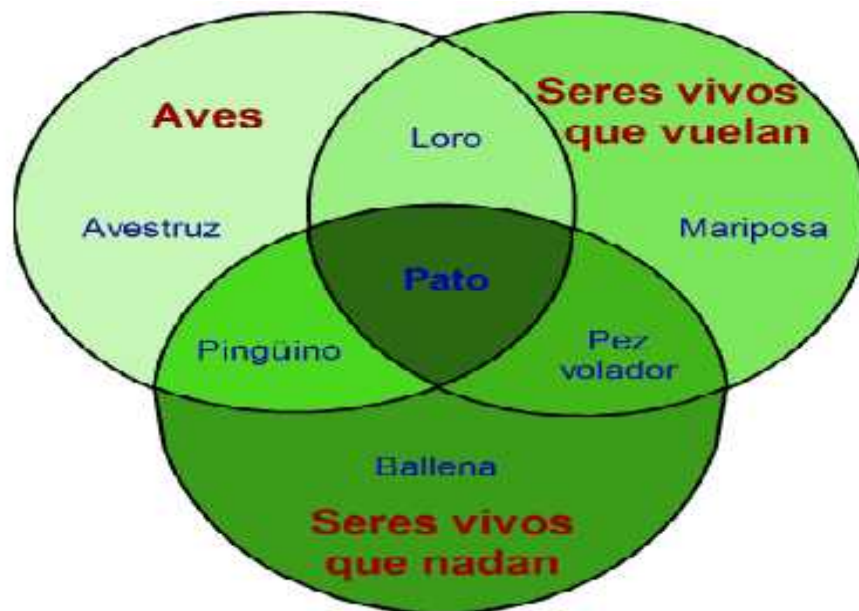 Aves
Seres vivos
que vuelan
Loro
Avestruz
Mariposa
Pato
Pingüino
Pez
volador
Ballena
Seres vivos
que nadan